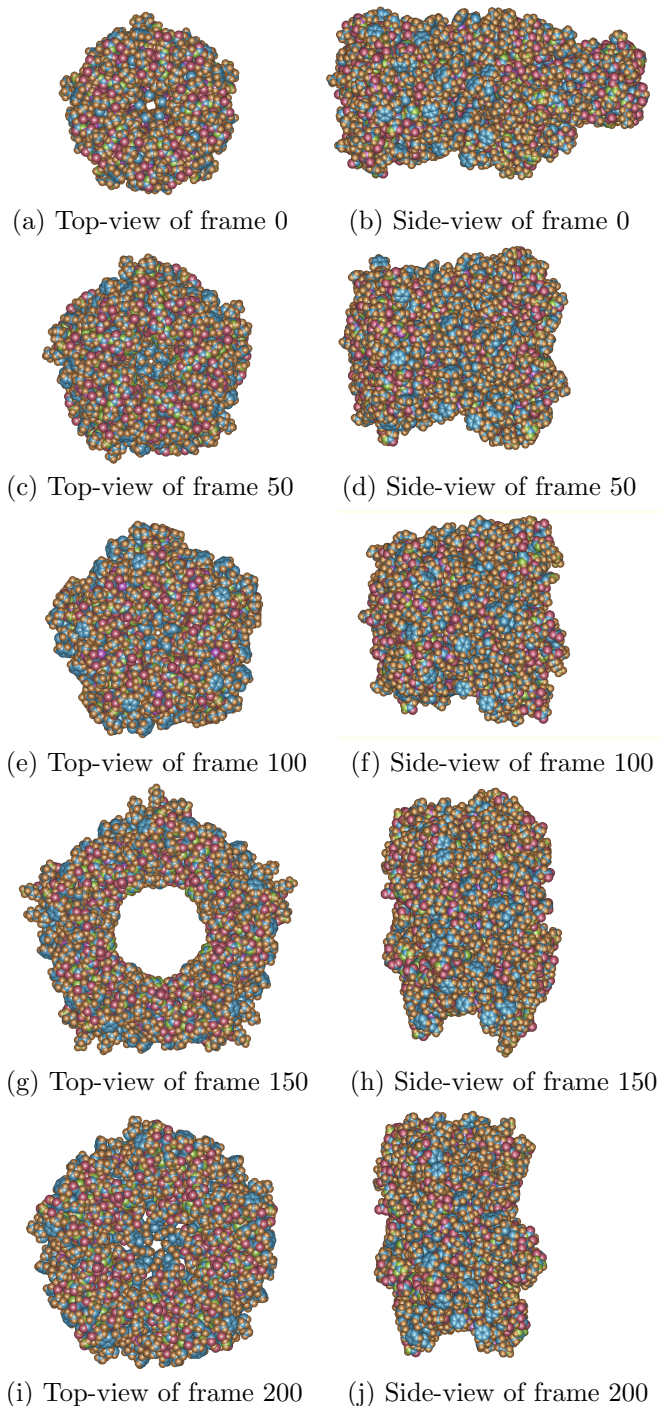 (a) Top-view of frame 0
(b) Side-view of frame 0
(c) Top-view of frame 50
(d) Side-view of frame 50
(e) Top-view of frame 100
(f) Side-view of frame 100
(g) Top-view of frame 150
(h) Side-view of frame 150
(i) Top-view of frame 200
(j) Side-view of frame 200